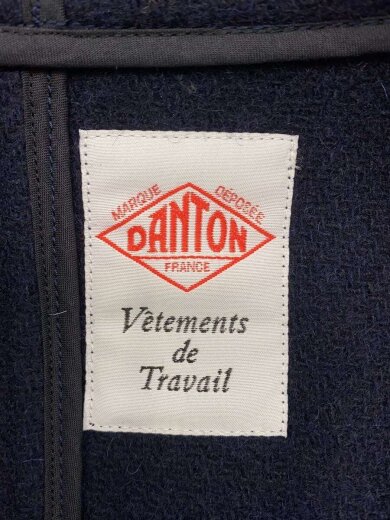 MARQUE DÉPOSÉE
DANTON
FRANCE
Vêtements
de
Travail